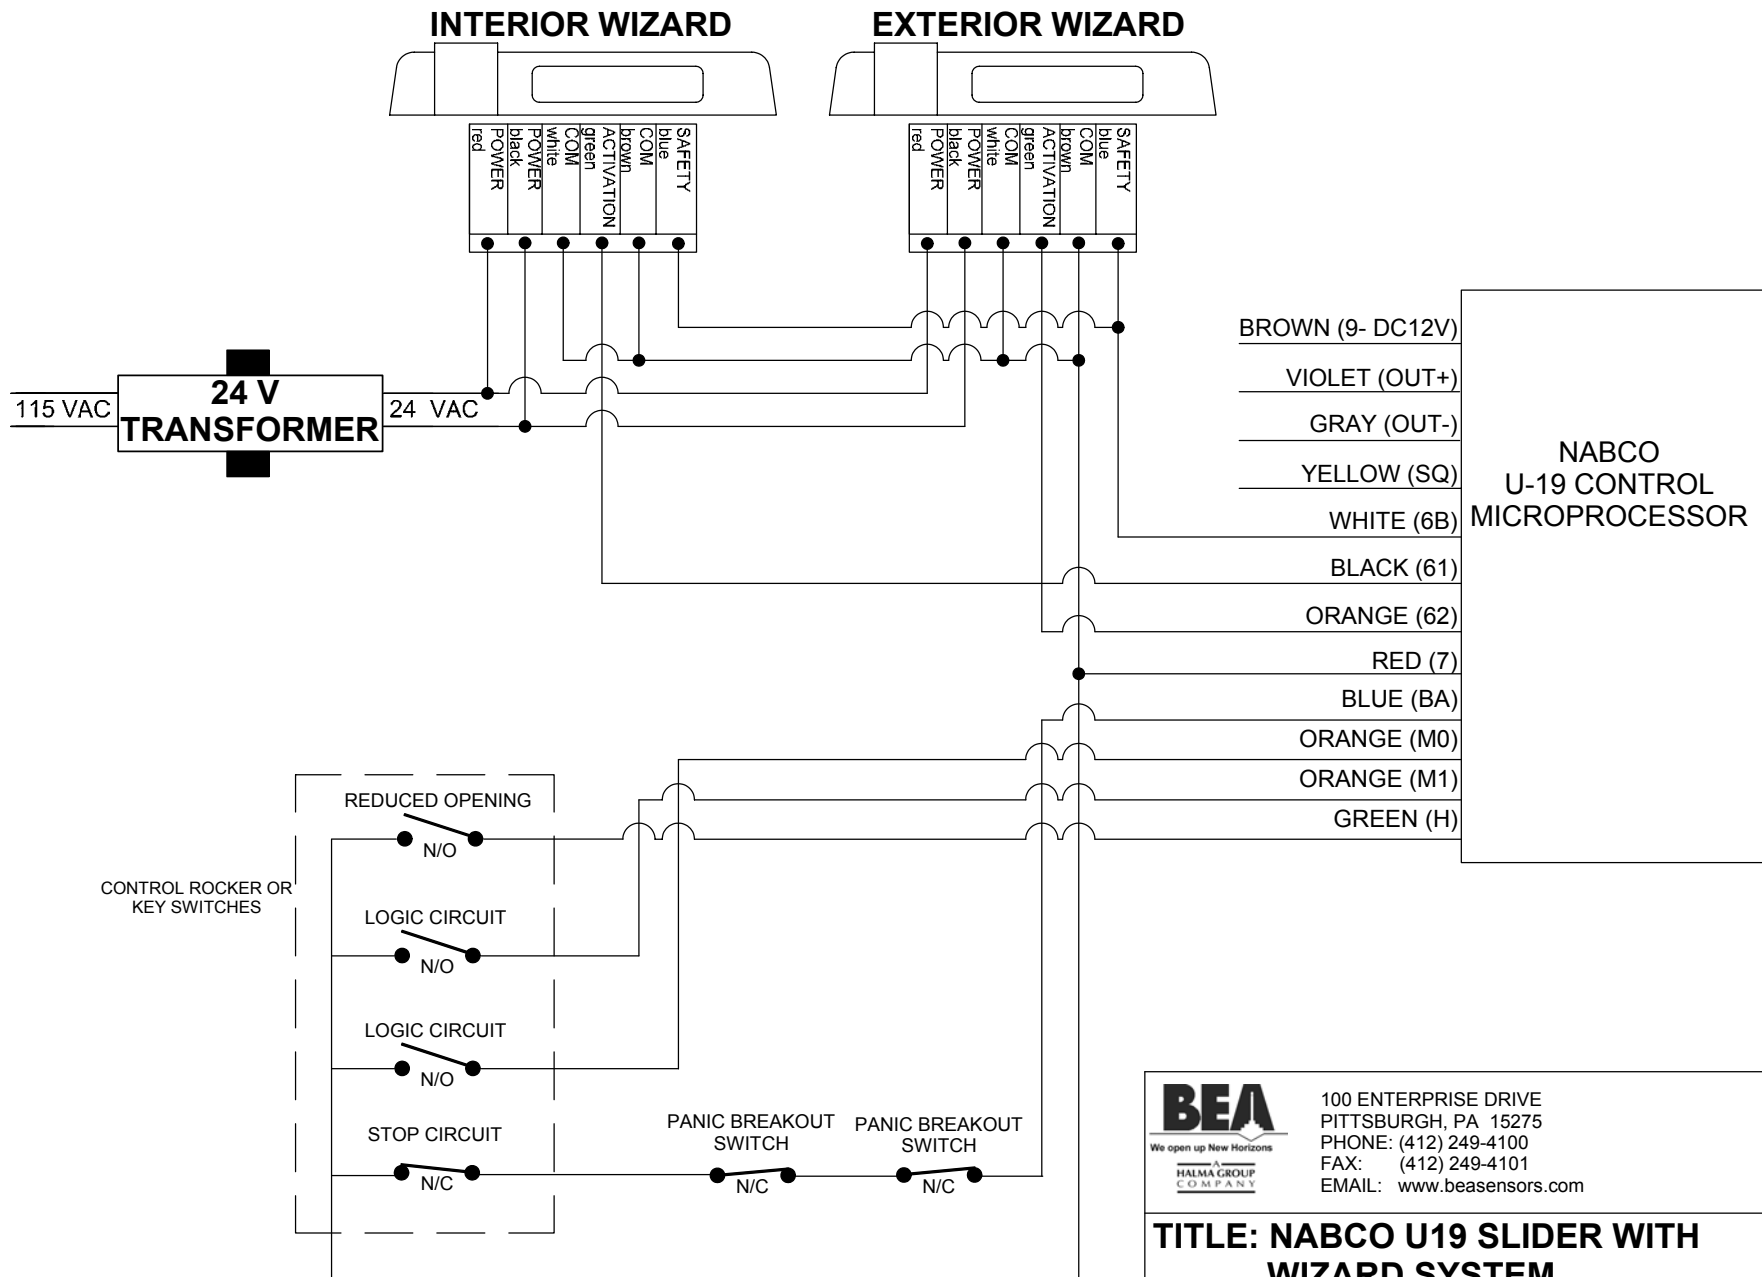 INTERIOR WIZARD
EXTERIOR WIZARD
red
POWER
black
POWER
white
COM
green
ACTIVATION
brown
COM
blue
SAFETY
red
POWER
black
POWER
white
COM
green
ACTIVATION
brown
COM
blue
SAFETY
115 VAC
24 V
TRANSFORMER
24 VAC
BROWN (9- DC12V)
VIOLET (OUT+)
GRAY (OUT-)
YELLOW (SQ)
WHITE (6B)
BLACK (61)
ORANGE (62)
RED (7)
BLUE (BA)
ORANGE (M0)
ORANGE (M1)
GREEN (H)
NABCO
U-19 CONTROL
MICROPROCESSOR
CONTROL ROCKER OR
KEY SWITCHES
REDUCED OPENING
N/O
LOGIC CIRCUIT
N/O
LOGIC CIRCUIT
N/O
STOP CIRCUIT
N/C
PANIC BREAKOUT
SWITCH
N/C
PANIC BREAKOUT
SWITCH
N/C
BEA
We open up New Horizons
A
HALMA GROUP
COMPANY
100 ENTERPRISE DRIVE
PITTSBURGH, PA 15275
PHONE: (412) 249-4100
FAX: (412) 249-4101
EMAIL: www.beasensors.com
TITLE: NABCO U19 SLIDER WITH
WIZARD SYSTEM